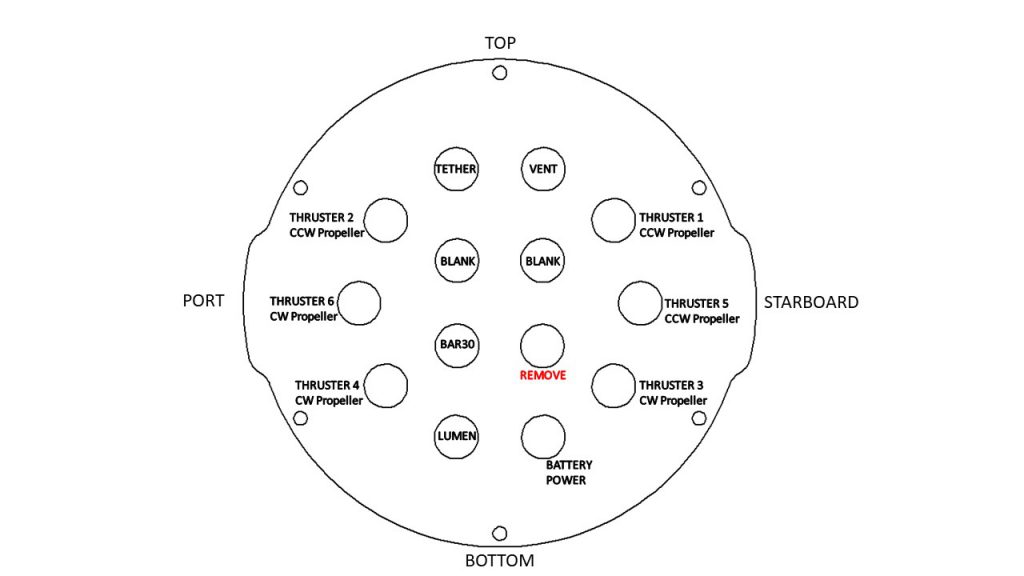 TOP
TETHER
VENT
THRUSTER 2
CCW Propeller
THRUSTER 1
CCW Propeller
BLANK
BLANK
PORT
THRUSTER 6
CW Propeller
THRUSTER 5
CCW Propeller
STARBOARD
BAR30
REMOVE
THRUSTER 4
CW Propeller
THRUSTER 3
CW Propeller
LUMEN
BATTERY
POWER
BOTTOM